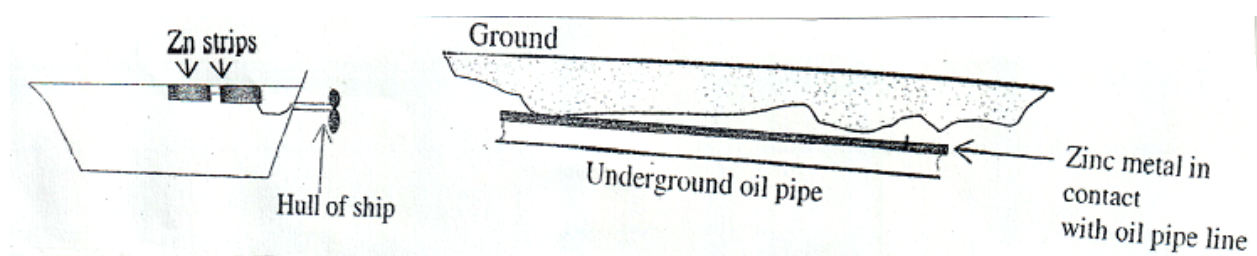 Zn strips
Hull of ship
Ground
Underground oil pipe
Zinc metal in
contact
with oil pipe line